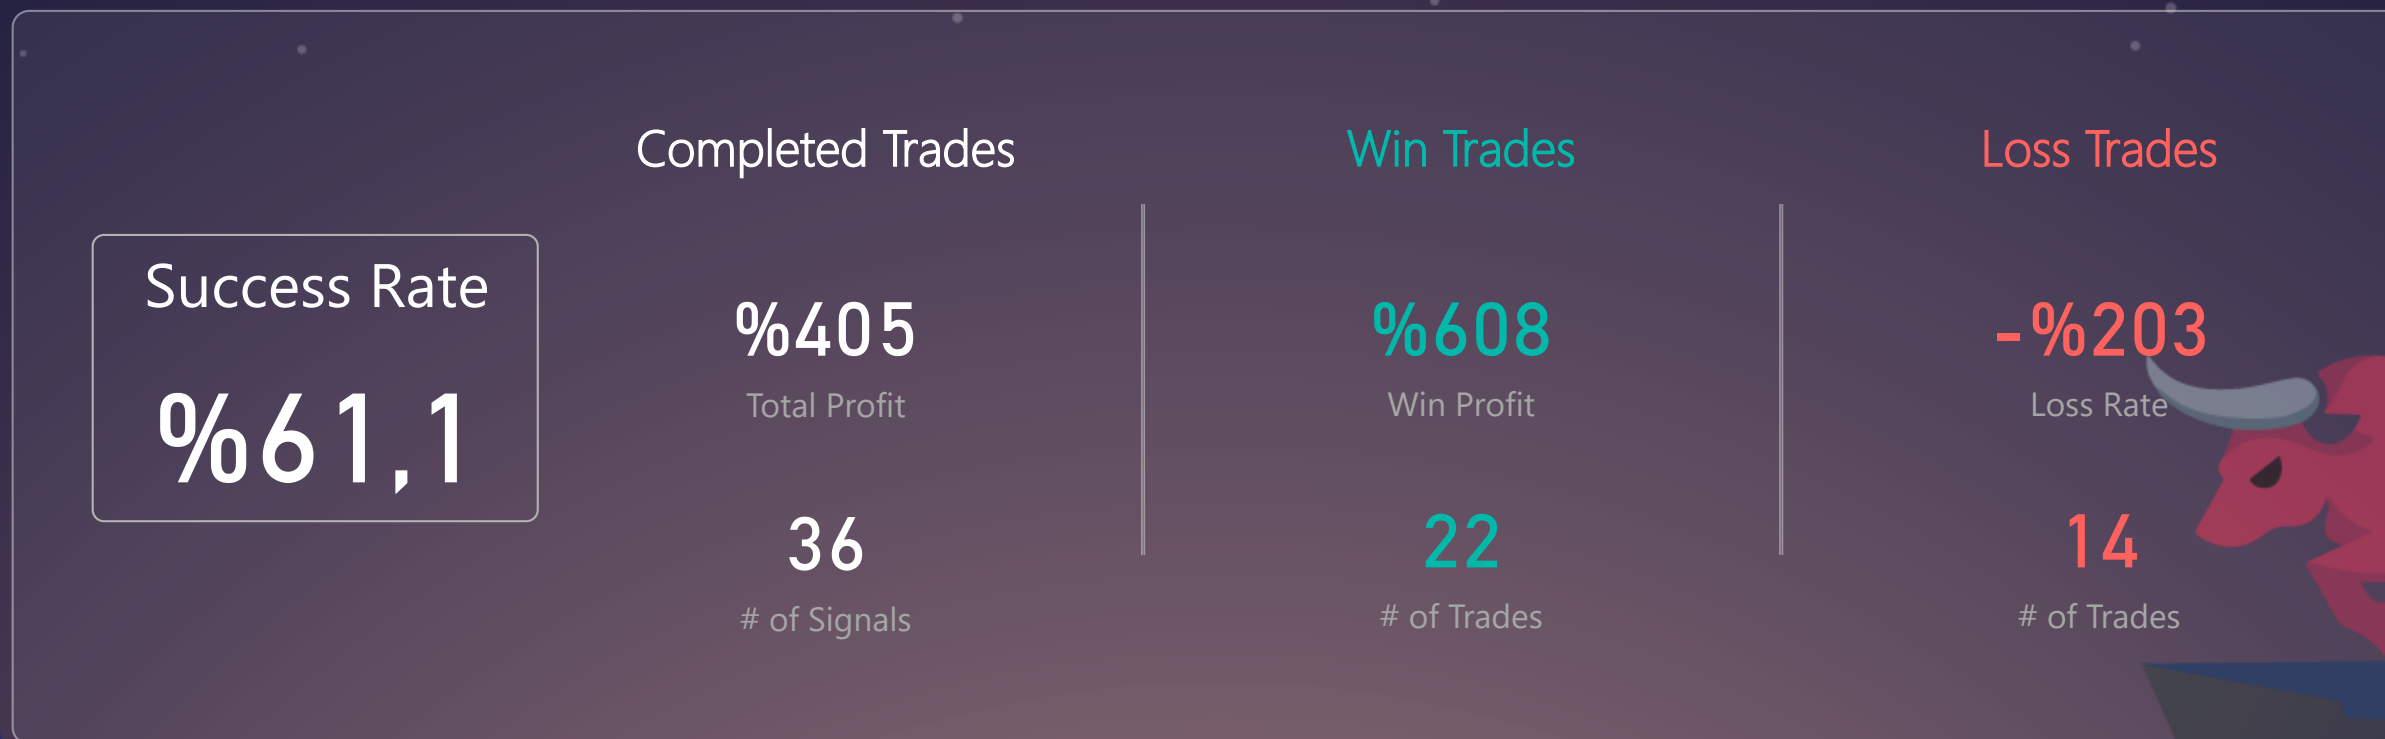 Success Rate
%61,1
Completed Trades
%405
Total Profit
36
# of Signals
Win Trades
%608
Win Profit
22
# of Trades
Loss Trades
-%203
Loss Rate
14
# of Trades